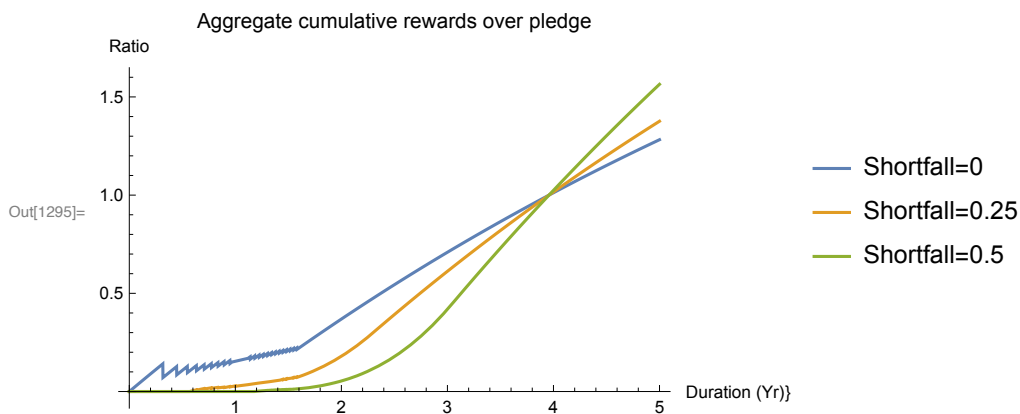 Aggregate cumulative rewards over pledge
Ratio
1.5
1.0
0.5
Out[1295]=
1
2
3
4
5
Duration (Yr)}
Shortfall=0
Shortfall=0.25
Shortfall=0.5